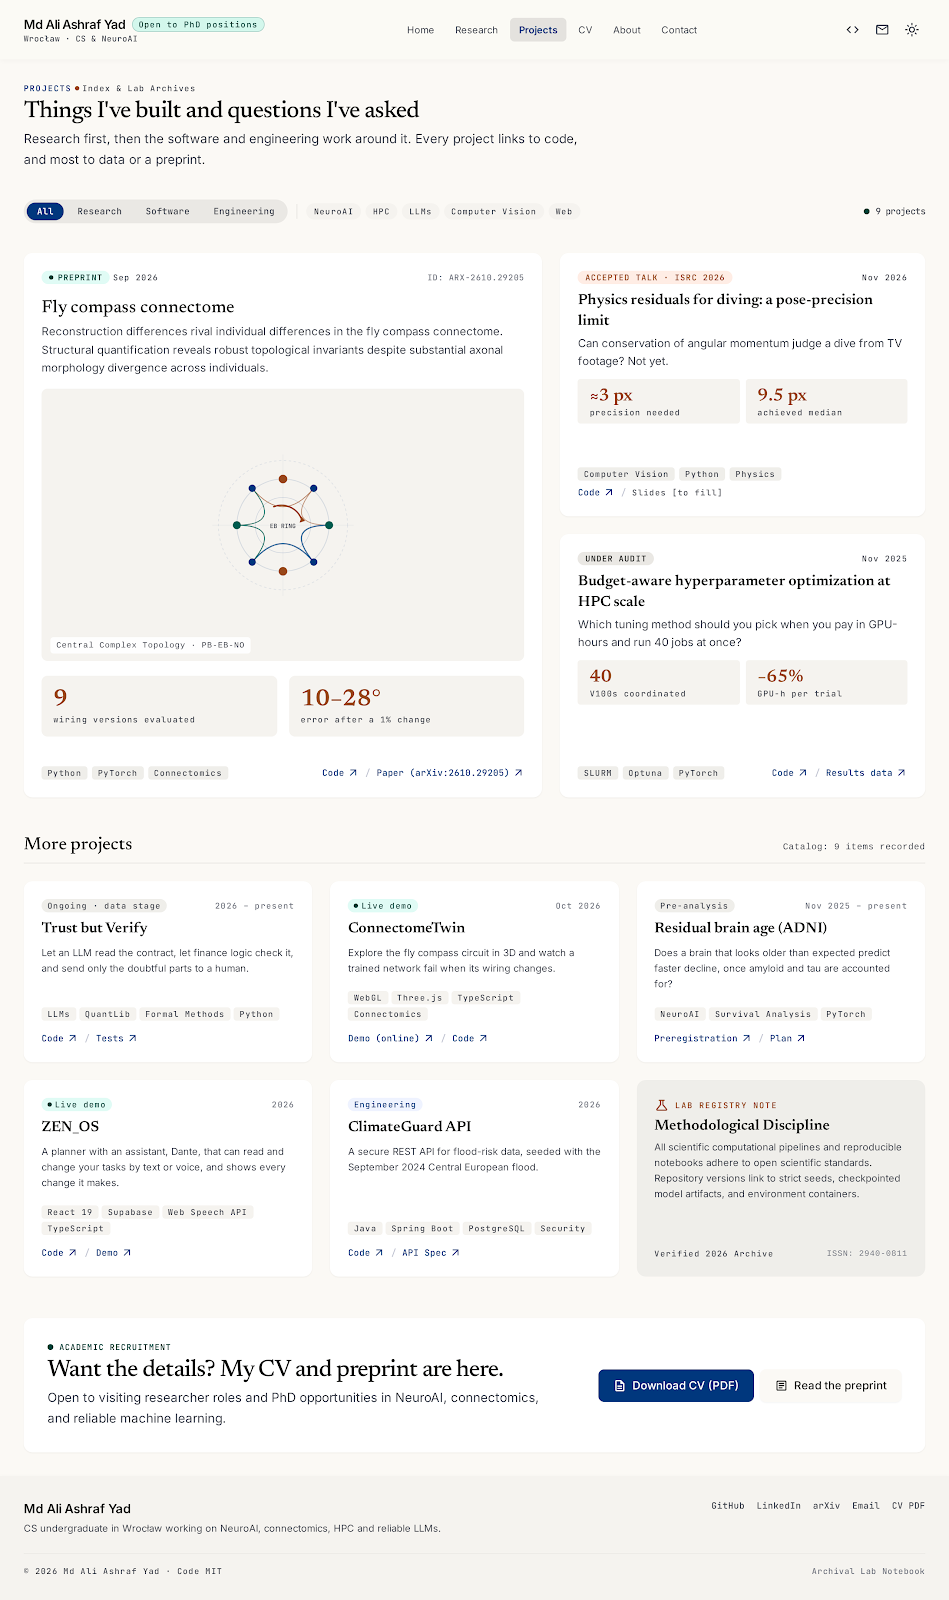 Md Ali Ashraf Yad
Open to PhD positions
Wrocław · CS & NeuroAI
Home
Research
Projects
CV
About
Contact
PROJECTS
Index & Lab Archives
Things I've built and questions I've asked
Research first, then the software and engineering work around it. Every project links to code,
and most to data or a preprint.
All
Research
Software
Engineering
NeuroAI
HPC
LLMs
Computer Vision
Web
9 projects
PREPRINT
Sep 2026
ID: ARX-2610.29205
Fly compass connectome
Reconstruction differences rival individual differences in the fly compass connectome.
Structural quantification reveals robust topological invariants despite substantial axonal
morphology divergence across individuals.
EB RING
Central Complex Topology · PB-EB-NO
9
wiring versions evaluated
10–28°
error after a 1% change
Python
PyTorch
Connectomics
Code ↗ / Paper (arXiv:2610.29205) ↗
ACCEPTED TALK · ISRC 2026
Nov 2026
Physics residuals for diving: a pose-precision
limit
Can conservation of angular momentum judge a dive from TV
footage? Not yet.
≈3 px
precision needed
9.5 px
achieved median
Computer Vision
Python
Physics
Code ↗ / Slides [to fill]
UNDER AUDIT
Nov 2025
Budget-aware hyperparameter optimization at
HPC scale
Which tuning method should you pick when you pay in GPU-
hours and run 40 jobs at once?
40
V100s coordinated
–65%
GPU-h per trial
SLURM
Optuna
PyTorch
Code ↗ / Results data ↗
More projects
Catalog: 9 items recorded
Ongoing · data stage
2026 – present
Trust but Verify
Let an LLM read the contract, let finance logic check it,
and send only the doubtful parts to a human.
LLMs
QuantLib
Formal Methods
Python
Code ↗ / Tests ↗
Live demo
Oct 2026
ConnectomeTwin
Explore the fly compass circuit in 3D and watch a
trained network fail when its wiring changes.
WebGL
Three.js
TypeScript
Connectomics
Demo (online) ↗ / Code ↗
Pre-analysis
Nov 2025 – present
Residual brain age (ADNI)
Does a brain that looks older than expected predict
faster decline, once amyloid and tau are accounted
for?
NeuroAI
Survival Analysis
PyTorch
Preregistration ↗ / Plan ↗
Live demo
2026
ZEN_OS
A planner with an assistant, Dante, that can read and
change your tasks by text or voice, and shows every
change it makes.
React 19
Supabase
Web Speech API
TypeScript
Code ↗ / Demo ↗
Engineering
2026
ClimateGuard API
A secure REST API for flood-risk data, seeded with the
September 2024 Central European flood.
Java
Spring Boot
PostgreSQL
Security
Code ↗ / API Spec ↗
LAB REGISTRY NOTE
Methodological Discipline
All scientific computational pipelines and reproducible
notebooks adhere to open scientific standards.
Repository versions link to strict seeds, checkpointed
model artifacts, and environment containers.
Verified 2026 Archive
ISSN: 2940-0811
ACADEMIC RECRUITMENT
Want the details? My CV and preprint are here.
Open to visiting researcher roles and PhD opportunities in NeuroAI, connectomics,
and reliable machine learning.
Download CV (PDF)
Read the preprint
Md Ali Ashraf Yad
CS undergraduate in Wrocław working on NeuroAI, connectomics, HPC and reliable LLMs.
GitHub
LinkedIn
arXiv
Email
CV PDF
© 2026 Md Ali Ashraf Yad · Code MIT
Archival Lab Notebook